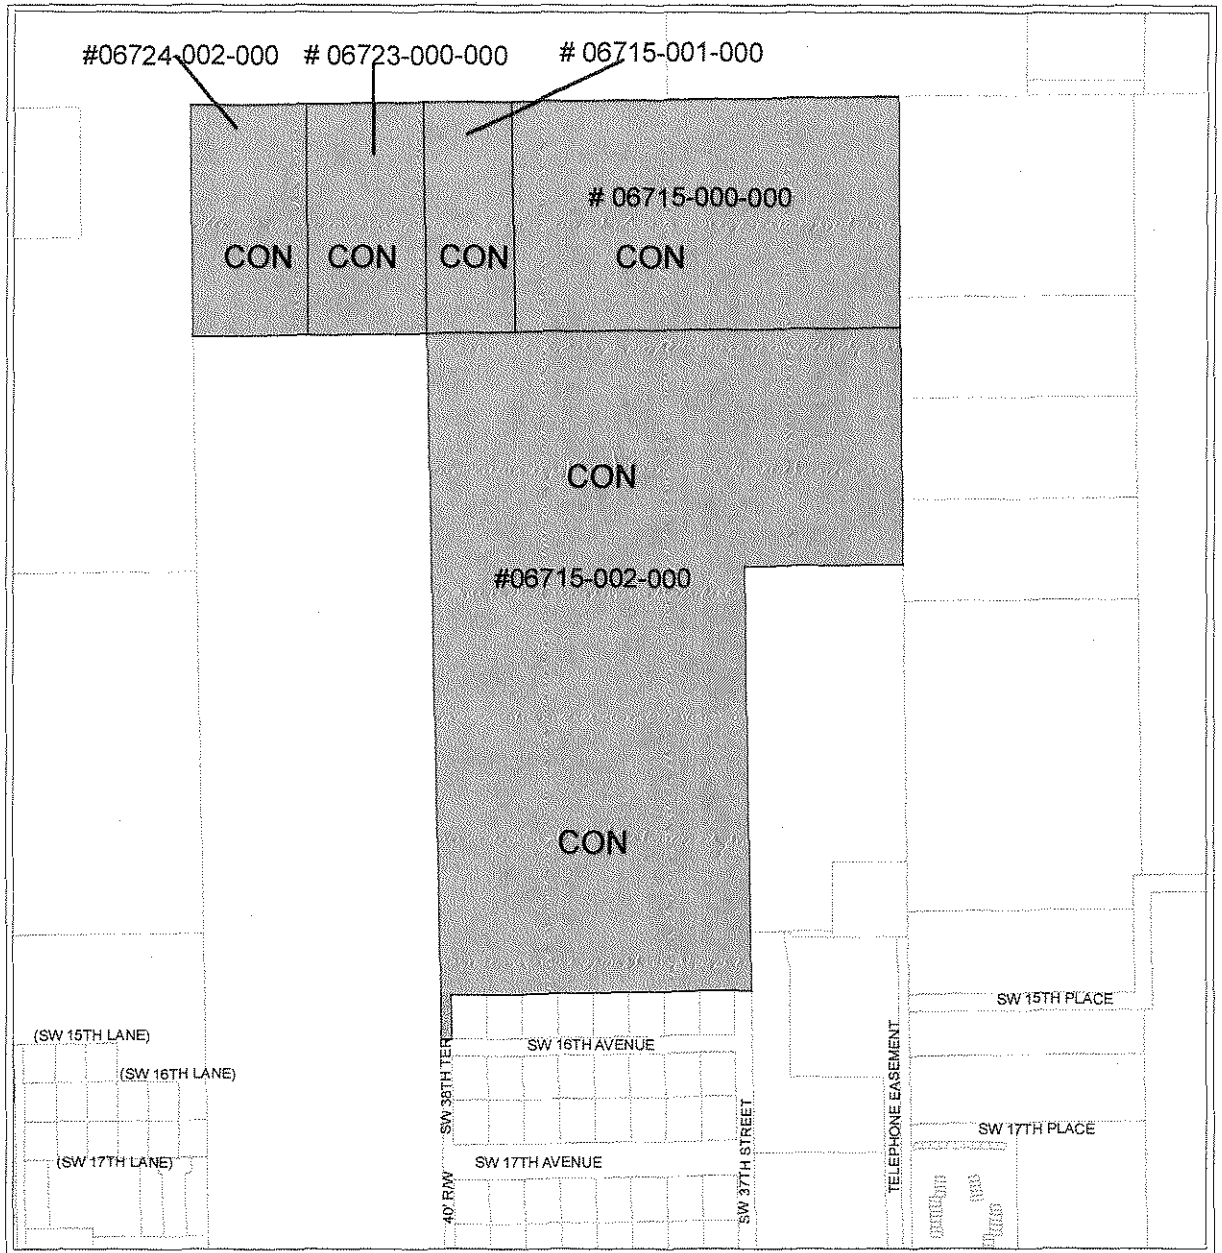 #06724-002-000
# 06723-000-000
# 06715-001-000
# 06715-000-000
CON
CON
CON
CON
CON
#06715-002-000
CON
SW 15TH PLACE
(SW 15TH LANE)
SW 16TH AVENUE
(SW 16TH LANE)
SW 38TH TER
TELEPHONE EASEMENT
SW 17TH PLACE
SW 37TH STREET
(SW 17TH LANE)
SW 17TH AVENUE
40' R/W